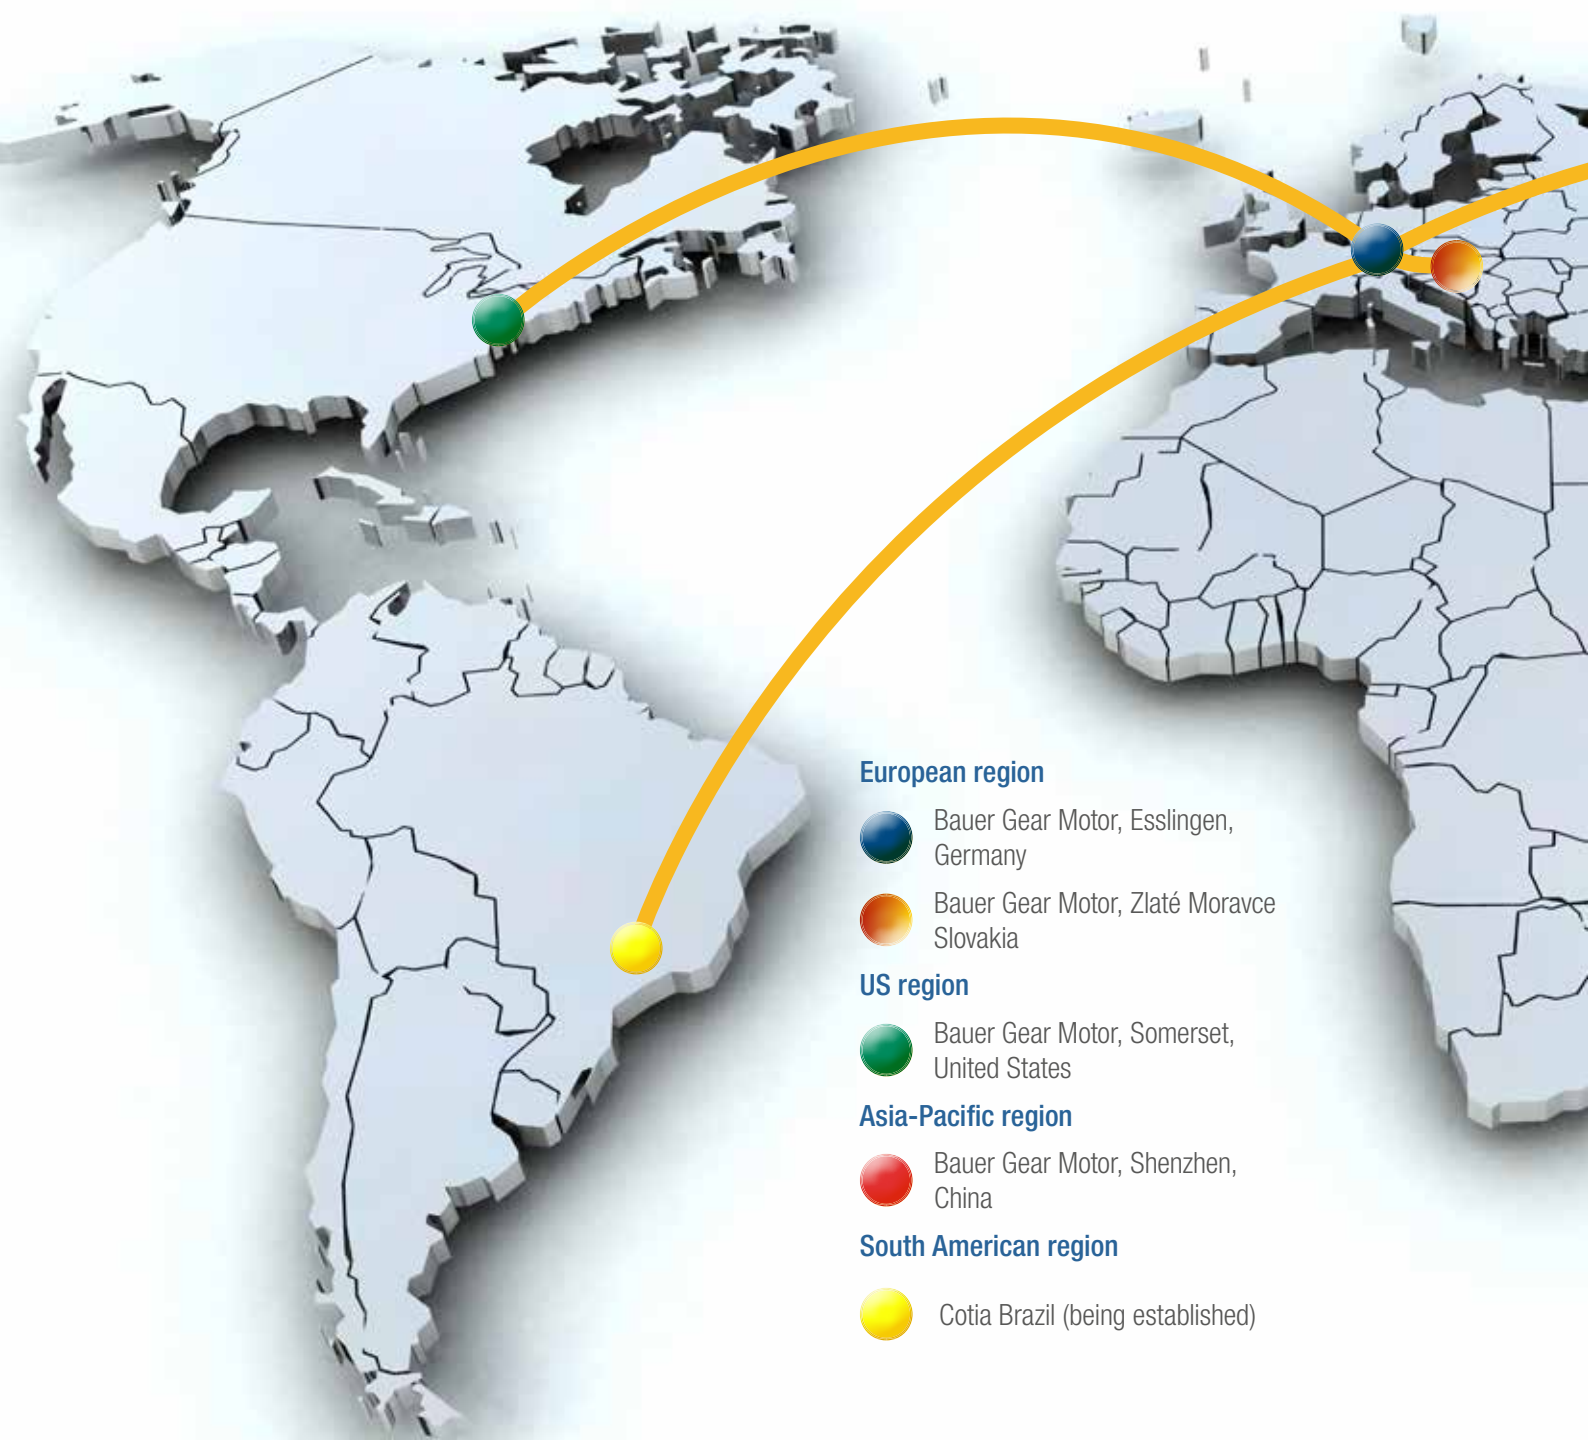 European region
Bauer Gear Motor, Esslingen,
Germany
Bauer Gear Motor, Zlaté Moravce
Slovakia
US region
Bauer Gear Motor, Somerset,
United States
Asia-Pacific region
Bauer Gear Motor, Shenzhen,
China
South American region
Cotia Brazil (being established)